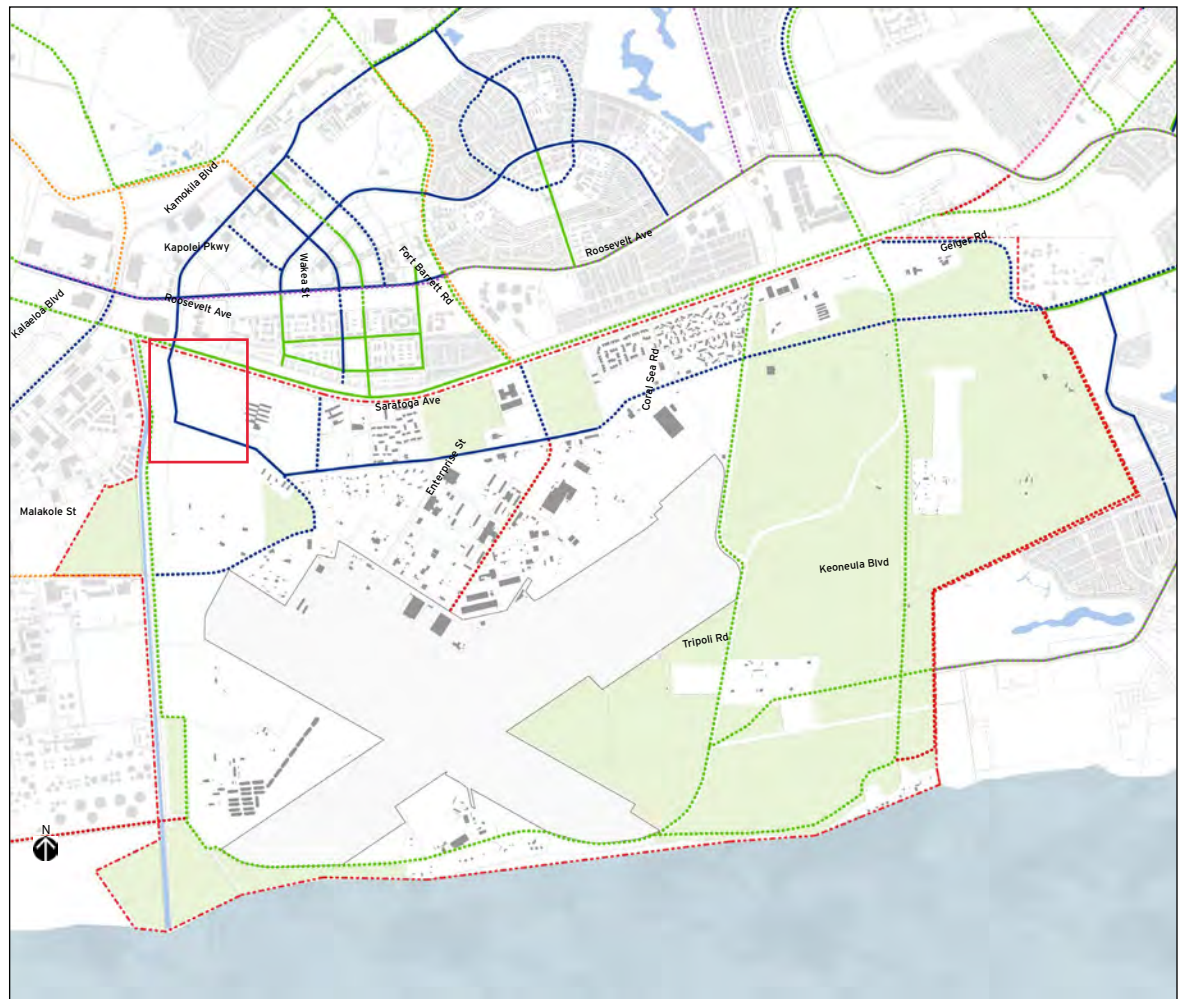 Kamokila Blvd
Kapolei Pkwy
Wakea St
Fort Barrett Rd
Roosevelt Ave
Geiger Rd
Kalaeloa Blvd
Roosevelt Ave
Coral Sea Rd
Saratoga Ave
Enterprise St
Malakole St
Keoneula Blvd
Tripoli Rd
N